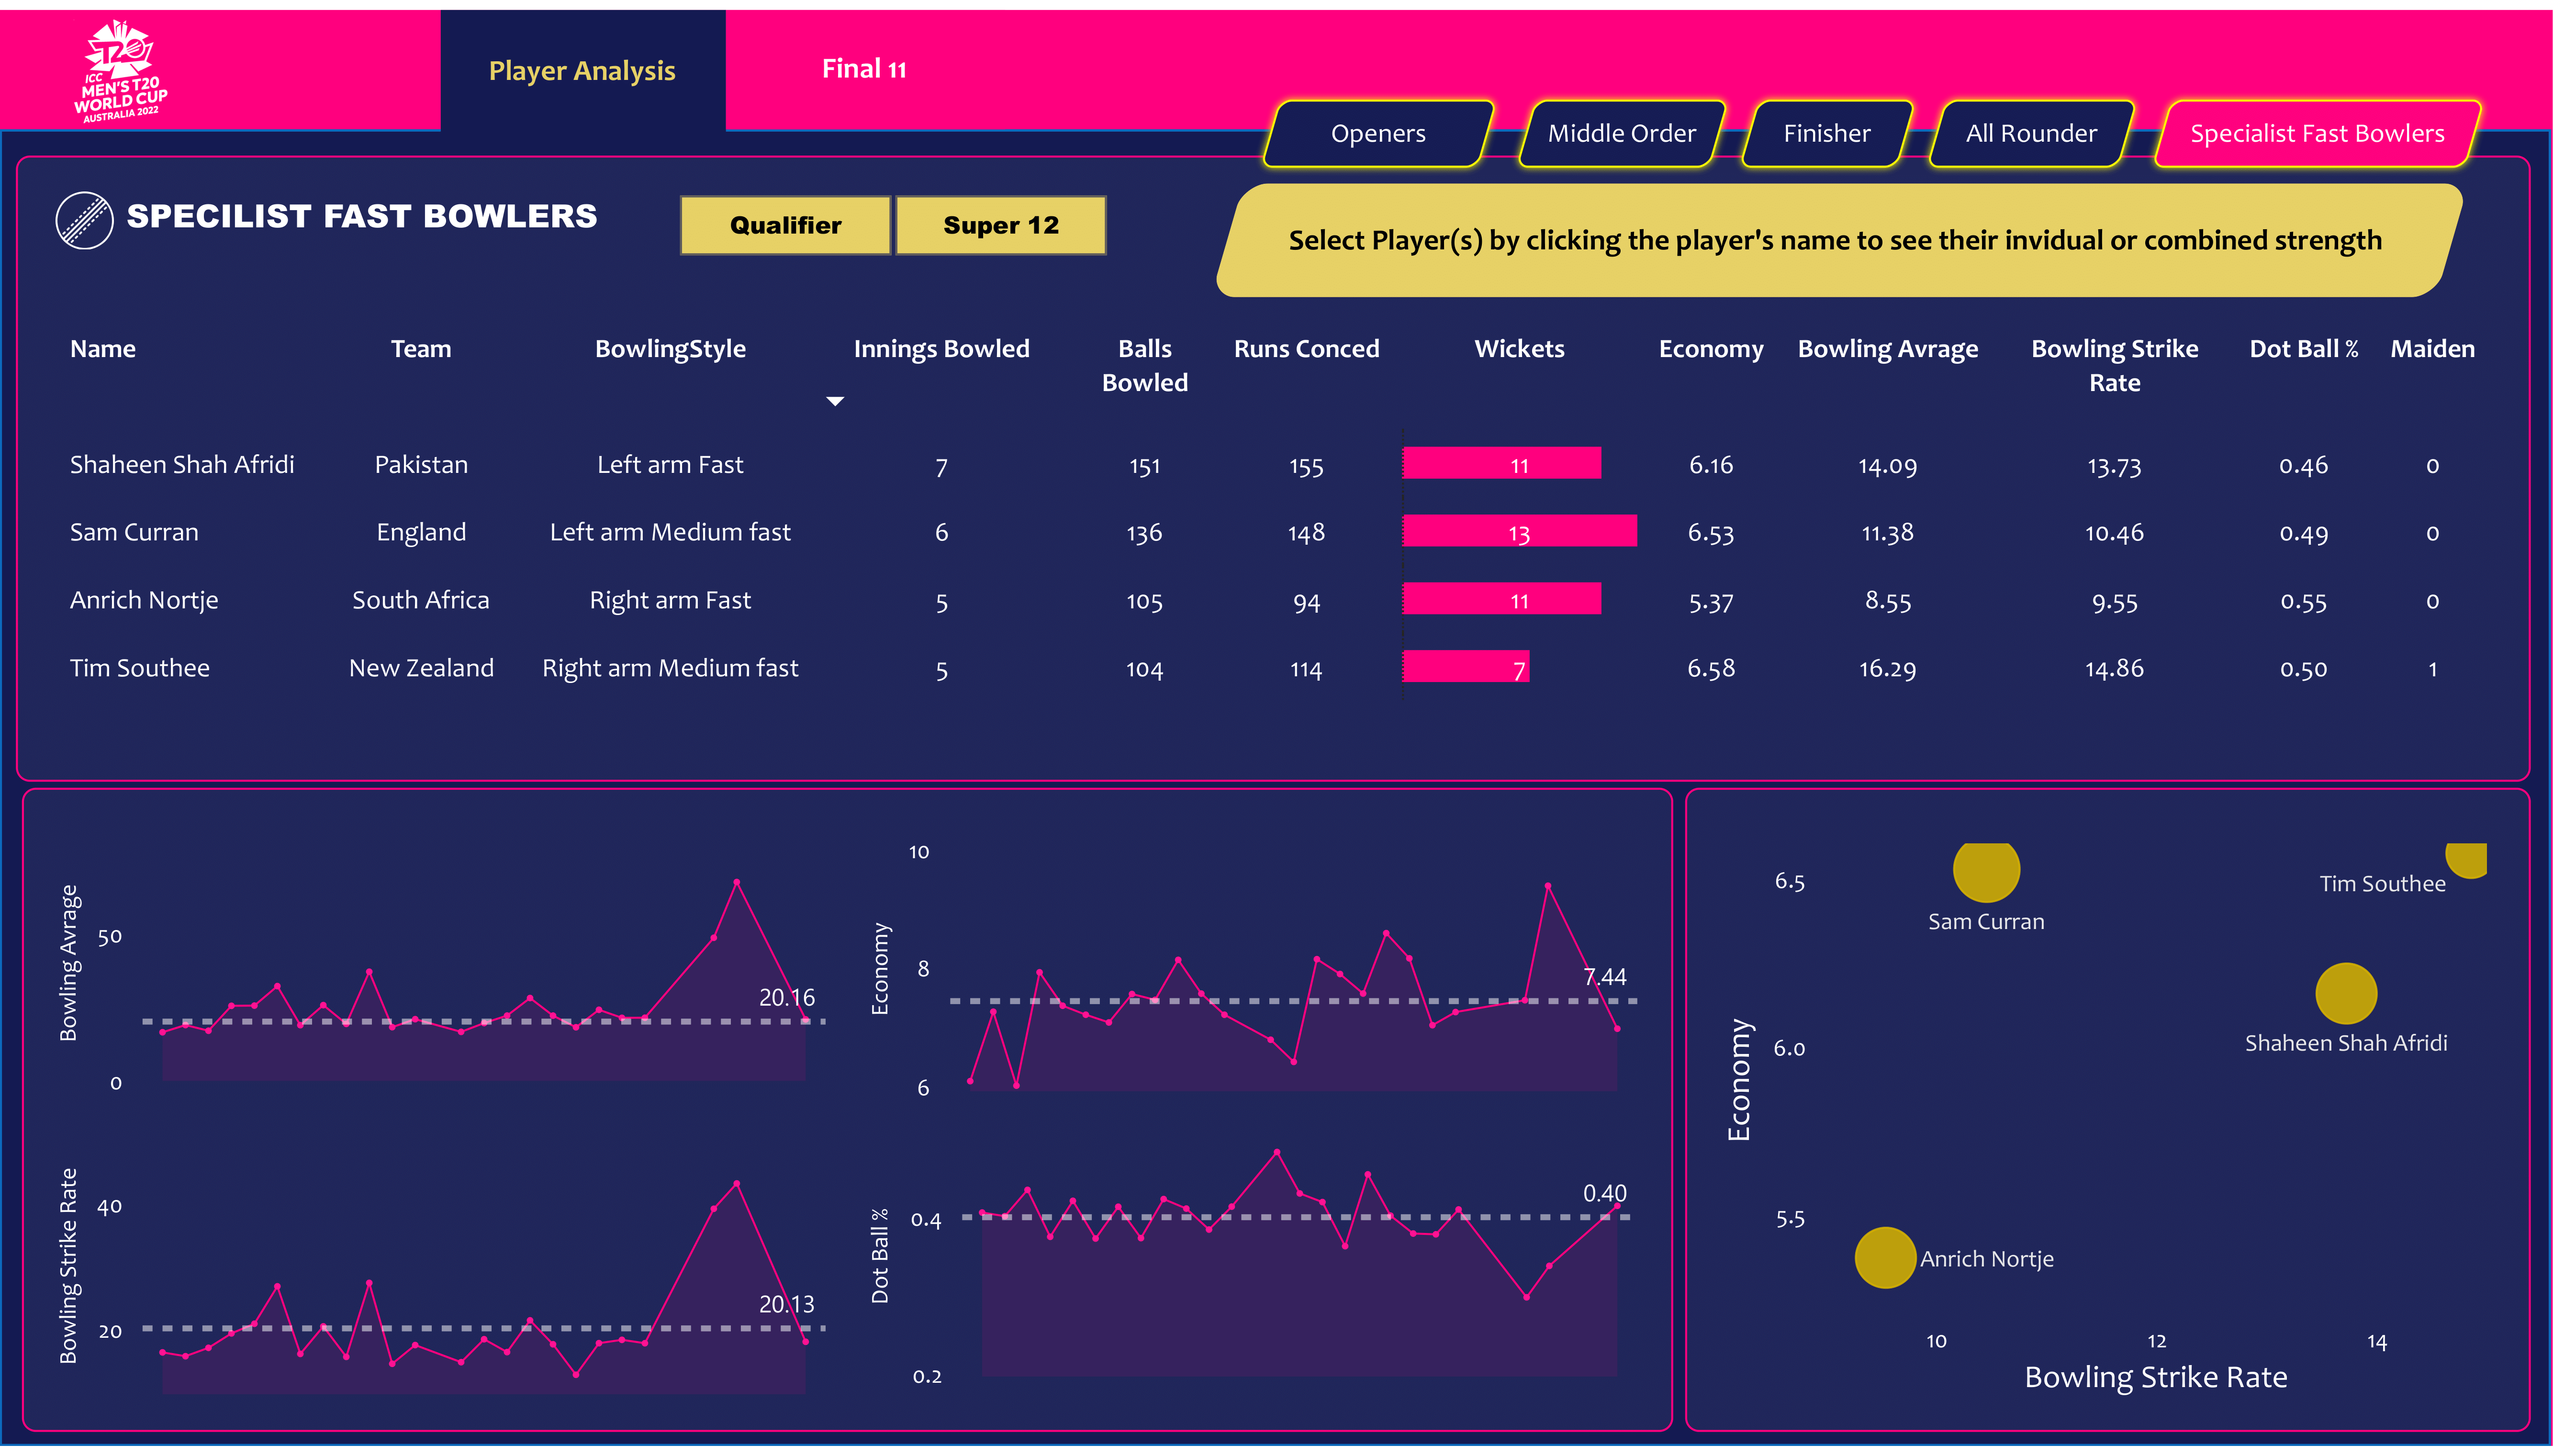 T20
ICC
MEN'S T20
WORLD CUP
AUSTRALIA 2022
Player Analysis
Final 11
Openers
Middle Order
Finisher
All Rounder
Specialist Fast Bowlers
SPECILIST FAST BOWLERS
Qualifier
Super 12
Select Player(s) by clicking the player's name to see their invidual or combined strength
Name Team BowlingStyle Innings Bowled Balls Bowled Runs Conced Wickets Economy Bowling Avrage Bowling Strike Rate Dot Ball % Maiden
Shaheen Shah Afridi Pakistan Left arm Fast 7 151 155 11 6.16 14.09 13.73 0.46 0
Sam Curran England Left arm Medium fast 6 136 148 13 6.53 11.38 10.46 0.49 0
Anrich Nortje South Africa Right arm Fast 5 105 94 11 5.37 8.55 9.55 0.55 0
Tim Southee New Zealand Right arm Medium fast 5 104 114 7 6.58 16.29 14.86 0.50 1
Bowling Avrage
50
0
20.16
Economy
10
8
6
7.44
Bowling Strike Rate
40
20
20.13
Dot Ball %
0.4
0.2
0.40
Economy
6.5
6.0
5.5
Sam Curran
Tim Southee
Shaheen Shah Afridi
Anrich Nortje
10 12 14
Bowling Strike Rate